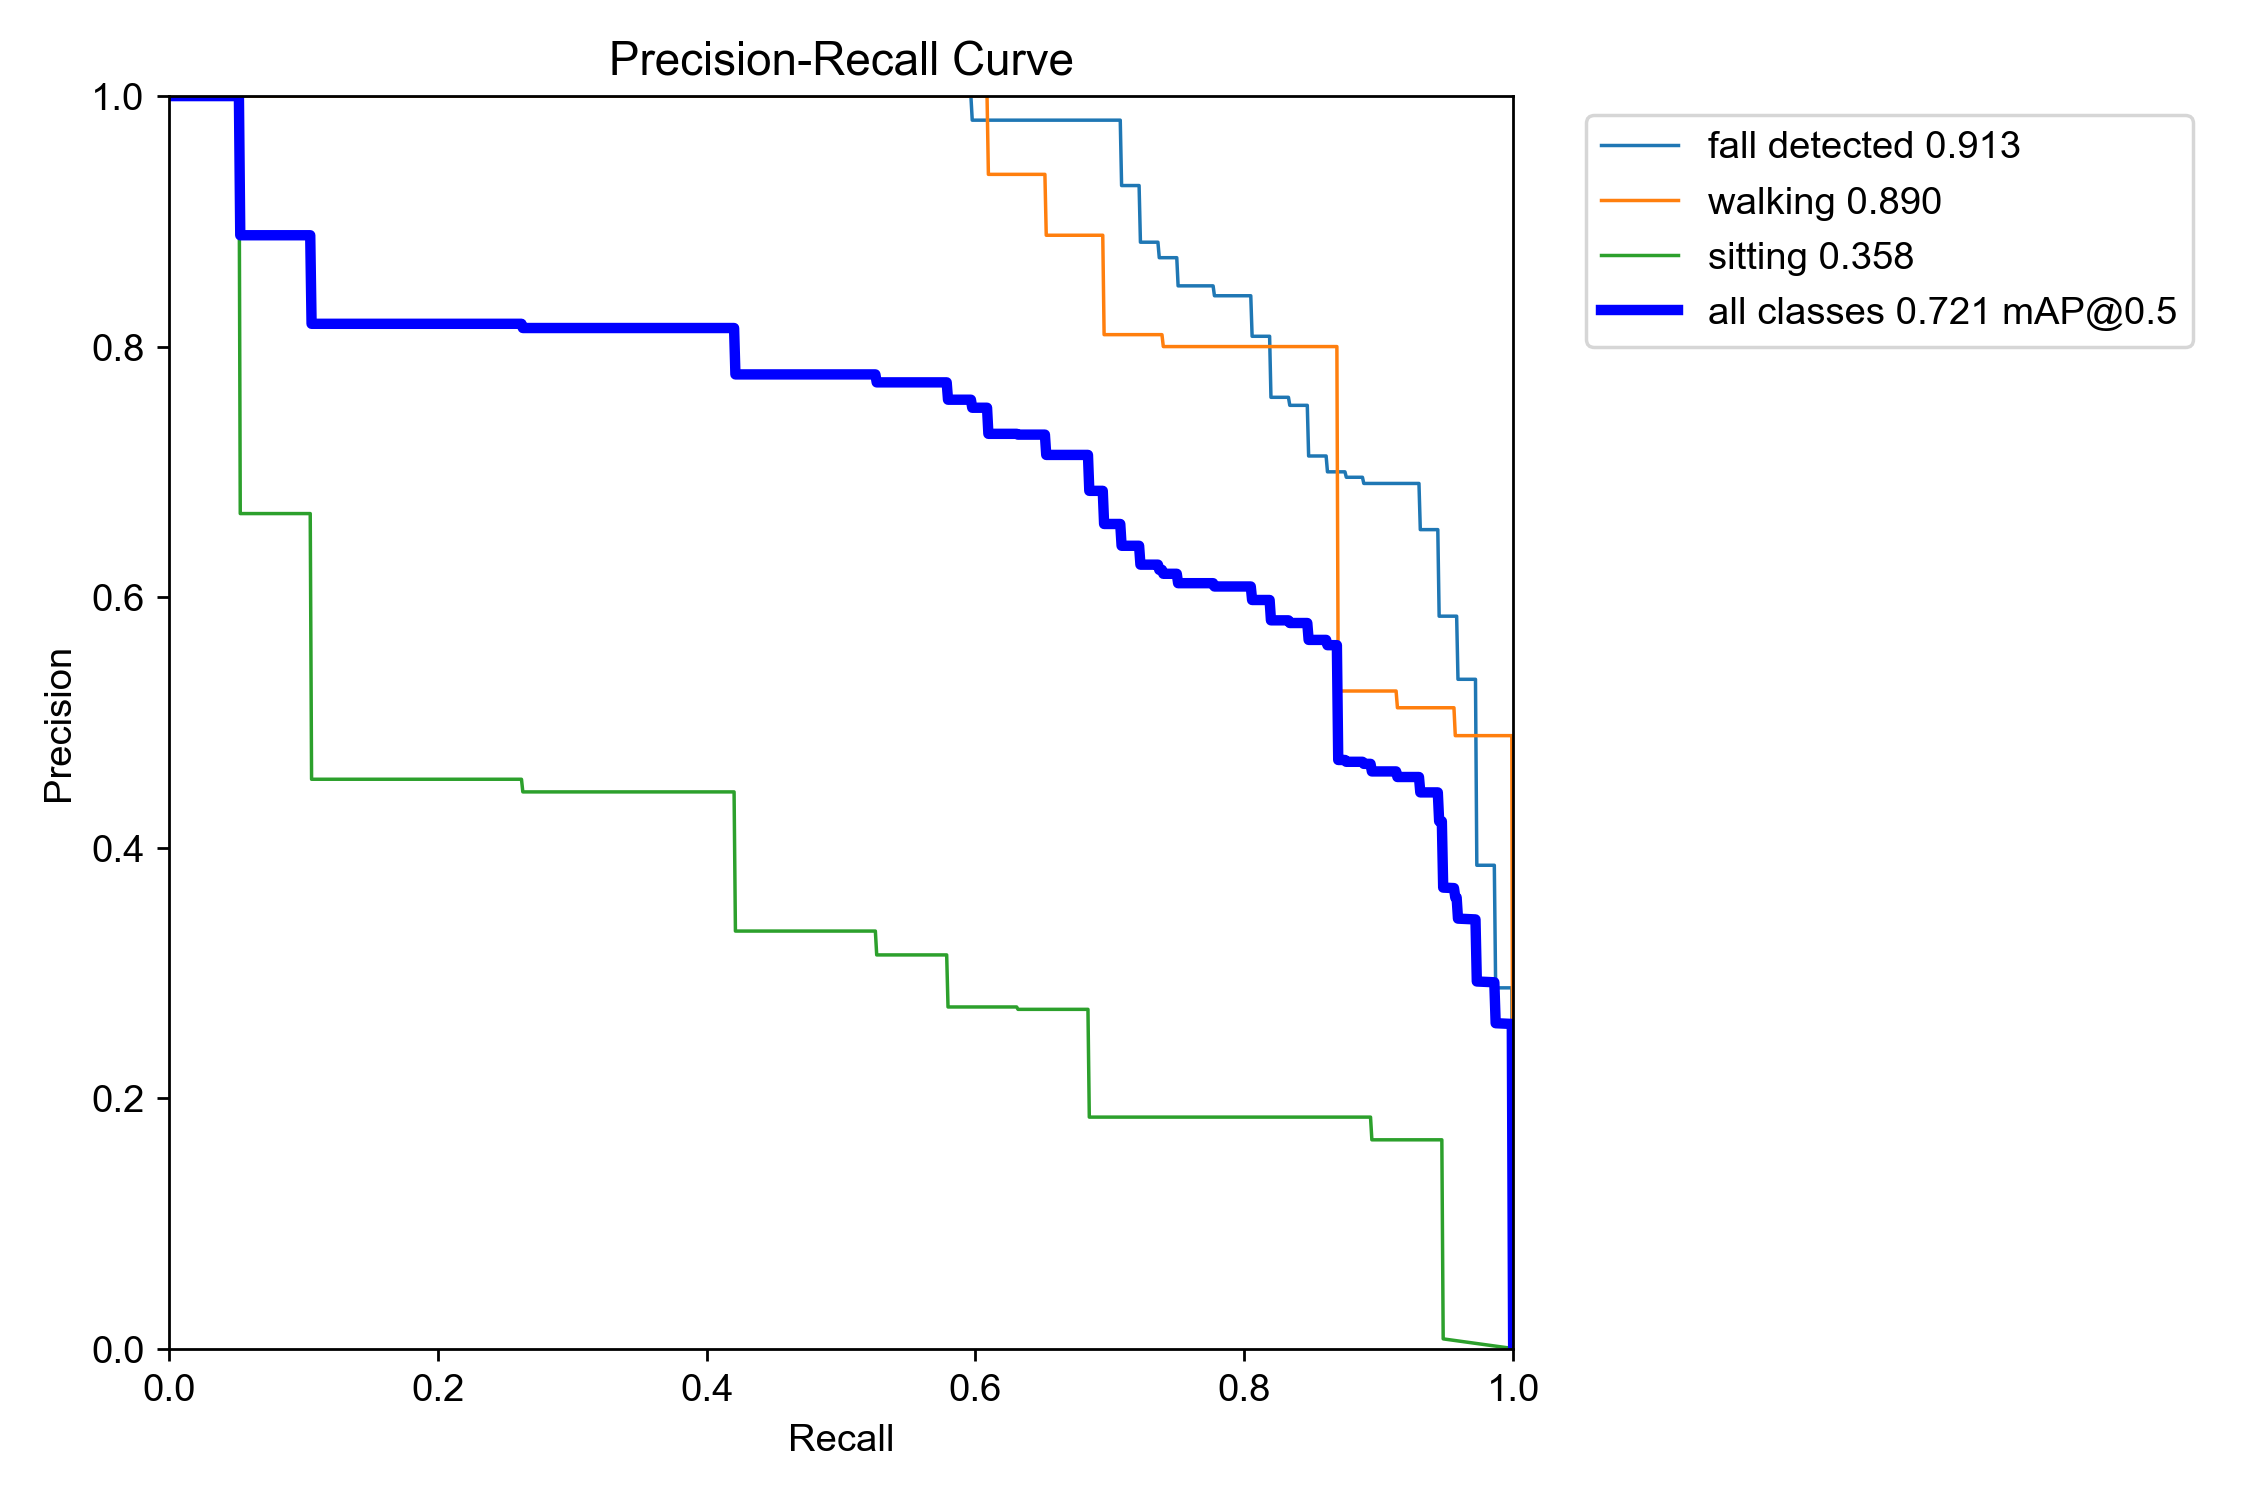 Precision-Recall Curve
1.0
0.8
0.6
0.4
0.2
0.0
Precision
0.0 0.2 0.4 0.6 0.8 1.0
Recall
fall detected 0.913
walking 0.890
sitting 0.358
all classes 0.721 mAP@0.5